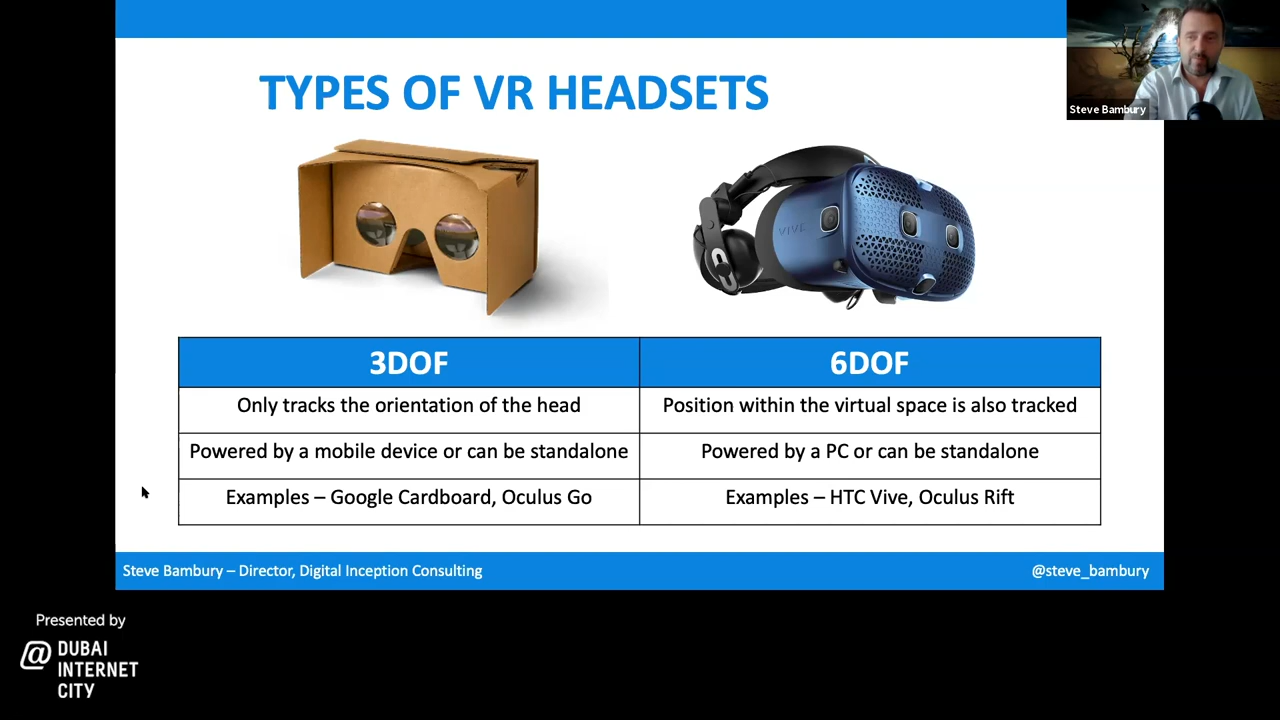 TYPES OF VR HEADSETS
Steve Bambury
VIVE
3DOF
6DOF
Only tracks the orientation of the head
Position within the virtual space is also tracked
Powered by a mobile device or can be standalone
Powered by a PC or can be standalone
Examples – Google Cardboard, Oculus Go
Examples – HTC Vive, Oculus Rift
Steve Bambury – Director, Digital Inception Consulting
@steve_bambury
Presented by
@ DUBAI
INTERNET
CITY